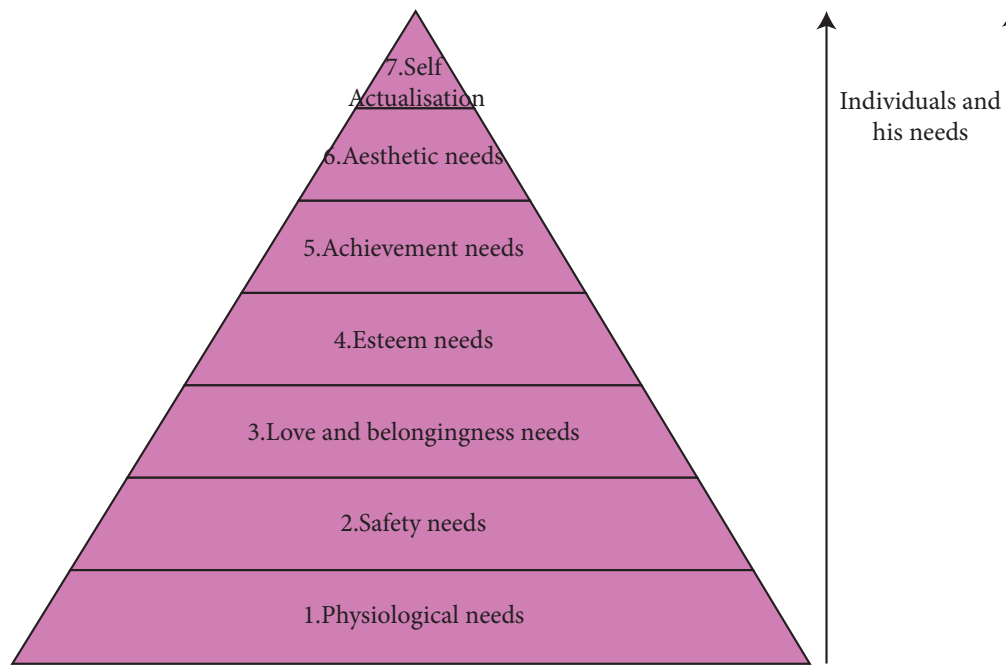 7.Self
Actualisation
6.Aesthetic needs
5.Achievement needs
4.Esteem needs
3.Love and belongingness needs
2.Safety needs
1.Physiological needs
Individuals and
his needs